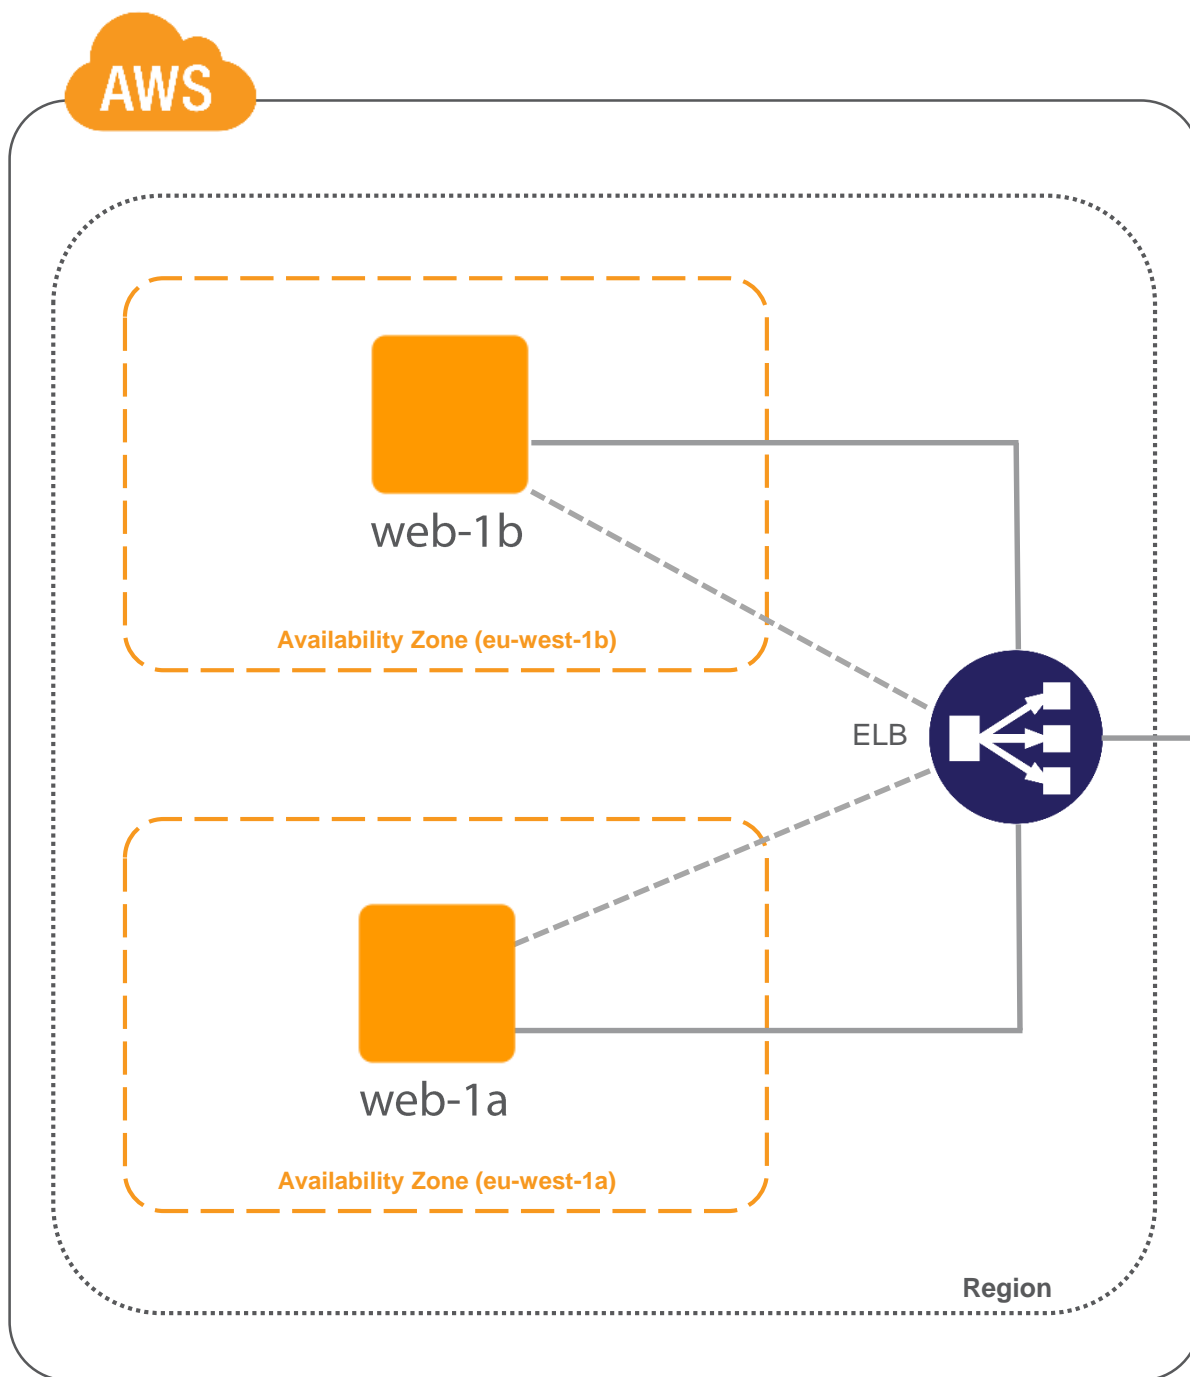 AWS
web-1b
Availability Zone (eu-west-1b)
ELB
web-1a
Availability Zone (eu-west-1a)
Region